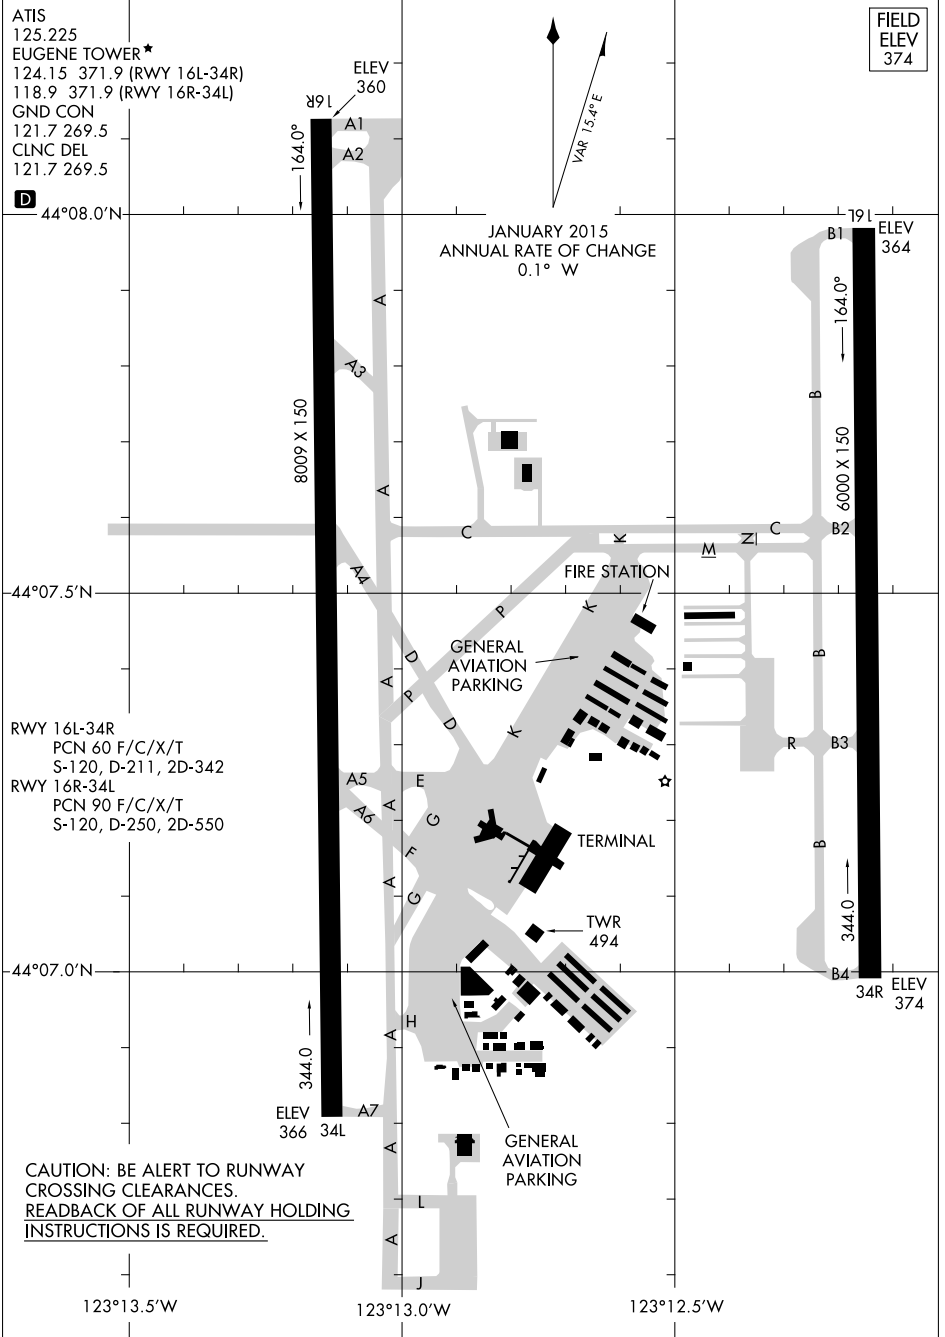 ATIS
125.225
EUGENE TOWER★
124.15 371.9 (RWY 16L-34R)
118.9 371.9 (RWY 16R-34L)
GND CON
121.7 269.5
CLNC DEL
121.7 269.5
D
FIELD
ELEV
374
ELEV
360
16R
164.0°
A1
A2
VAR 15.4° E
JANUARY 2015
ANNUAL RATE OF CHANGE
0.1° W
44°08.0'N
16L
ELEV
364
B1
164.0°
A
A3
B
8009 X 150
6000 X 150
A
C
K
M
N
C
B2
A4
44°07.5'N
FIRE STATION
P
K
GENERAL
AVIATION
PARKING
D
A
P
D
K
B
R
B3
RWY 16L-34R
PCN 60 F/C/X/T
S-120, D-211, 2D-342
RWY 16R-34L
PCN 90 F/C/X/T
S-120, D-250, 2D-550
A5
E
A
A6
G
F
TERMINAL
B
A
G
TWR
494
344.0
44°07.0'N
B4
34R
ELEV
374
H
A
344.0
ELEV
366
34L
A7
A
GENERAL
AVIATION
PARKING
CAUTION: BE ALERT TO RUNWAY
CROSSING CLEARANCES.
READBACK OF ALL RUNWAY HOLDING
INSTRUCTIONS IS REQUIRED.
L
A
J
123°13.5'W
123°13.0'W
123°12.5'W